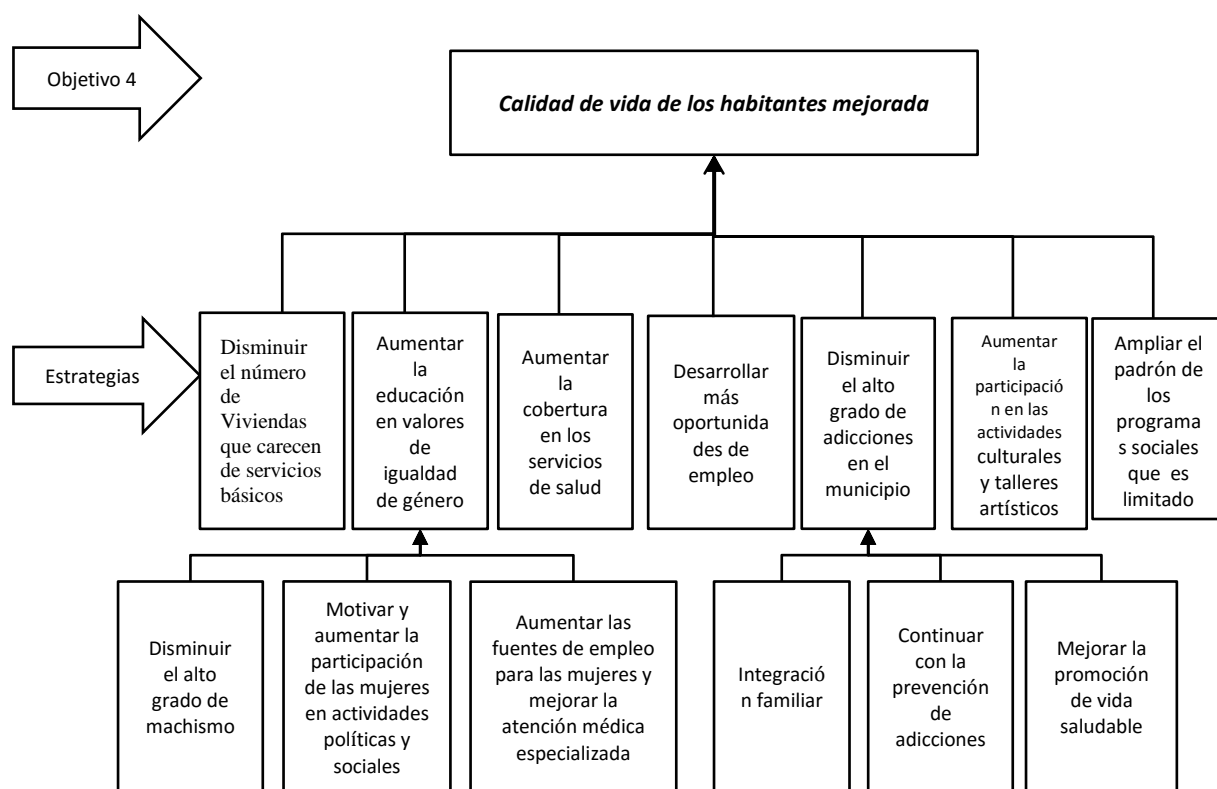 Objetivo 4
Calidad de vida de los habitantes mejorada
Estrategias
Disminuir
el número
de
Viviendas
que carecen
de servicios
básicos
Aumentar
la
educación
en valores
de
igualdad
de género
Aumentar
la
cobertura
en los
servicios
de salud
Desarrollar
más
oportunida
des de
empleo
Disminuir
el alto
grado de
adicciones
en el
municipio
Aumentar
la
participació
n en las
actividades
culturales
y talleres
artísticos
Ampliar el
padrón de
los
programa
s sociales
que es
limitado
Disminuir
el alto
grado de
machismo
Motivar y
aumentar la
participación
de las mujeres
en actividades
políticas y
sociales
Aumentar las
fuentes de empleo
para las mujeres y
mejorar la
atención médica
especializada
Integració
n familiar
Continuar
con la
prevención
de
adicciones
Mejorar la
promoción
de vida
saludable